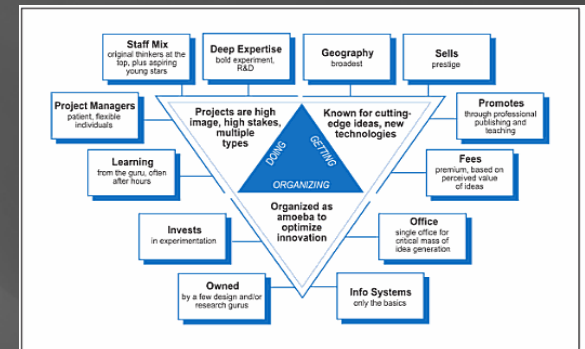 Staff Mix
original thinkers at the
top, plus aspiring
young stars
Deep Expertise
bold experiment,
R&D
Geography
broadest
Sells
prestige
Project Managers
patient, flexible
individuals
Projects are high
image, high stakes,
multiple
types
Known for cutting-
edge ideas, new
technologies
Promotes
through professional
publishing and
teaching
DOING
GETTING
ORGANIZING
Learning
from the guru, often
after hours
Fees
premium, based on
perceived value
of ideas
Organized as
amoeba to
optimize
innovation
Invests
in experimentation
Office
single office for
critical mass of
idea generation
Owned
by a few design and/or
research gurus
Info Systems
only the basics